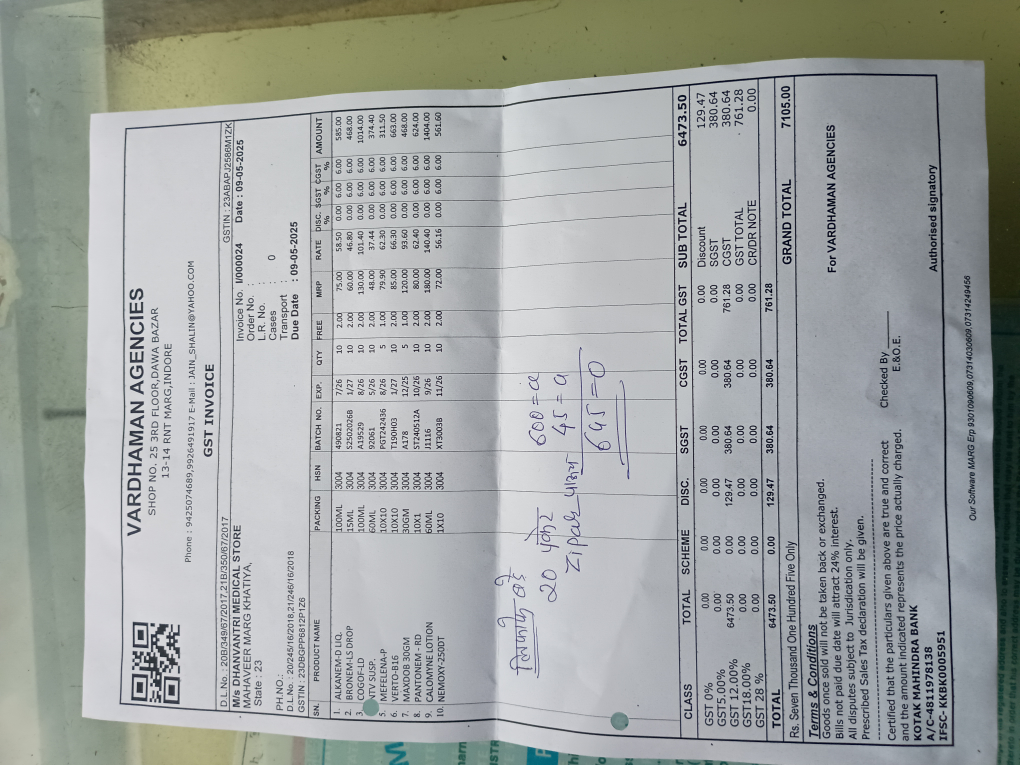 VARDHAMAN AGENCIES
SHOP NO. 25 3RD FLOOR,DAWA BAZAR
13-14 RNT MARG,INDORE
Phone : 9425074689,9926491917 E-Mail : JAIN_SHALIN@YAHOO.COM
GST INVOICE
D.L.No. : 20B/349/67/2017,21B/350/67/2017 GSTIN : 23ABAPJ2586M1ZK
M/s DHANVANTRI MEDICAL STORE Invoice No. I/000024 Date : 09-05-2025
MAHAVEER MARG KHATIYA, Order No. :
State : 23 L.R. No. :
Cases 0
PH.NO.: Transport :
D.L.No.: 20/245/16/2018,21/246/16/2018 Due Date : 09-05-2025
GSTIN : 23DBGPP6812P1Z6
SN. PRODUCT NAME PACKING HSN BATCH NO. EXP. QTY FREE MRP RATE DISC. % SGST % CGST % AMOUNT
1. ALKANEM-D LIQ. 100ML 3004 490821 7/26 10 2.00 75.00 58.50 0.00 6.00 6.00 585.00
2. BRONEM-LS DROP 15ML 3004 S2502026B 1/27 10 2.00 60.00 46.80 0.00 6.00 6.00 468.00
3. COGOF-LD 100ML 3004 A19529 8/26 10 2.00 130.00 101.40 0.00 6.00 6.00 1014.00
NTV SUSP. 60ML 3004 92061 5/26 10 2.00 48.00 37.44 0.00 6.00 6.00 374.40
5. MEFELENA-P 10X10 3004 PGT242436 8/26 5 1.00 79.90 62.30 0.00 6.00 6.00 311.50
6. VERTO-B16 10X10 3004 T190H03 1/27 10 2.00 85.00 66.30 0.00 6.00 6.00 663.00
7. MAXDOB 30GM 30GM 3004 A178 12/25 5 1.00 120.00 93.60 0.00 6.00 6.00 468.00
8. PANTONEM - RD 10X1 3004 ST240512A 10/26 10 2.00 80.00 62.40 0.00 6.00 6.00 624.00
9. CALOMYNE LOTION 60ML 3004 J1116 9/26 10 2.00 180.00 140.40 0.00 6.00 6.00 1404.00
10. NEMOXY-250DT 1X10 3004 XT3003B 11/26 10 2.00 72.00 56.16 0.00 6.00 6.00 561.60
20 600 =
45 =
645 = 0
CLASS TOTAL SCHEME DISC. SGST CGST TOTAL GST SUB TOTAL 6473.50
GST 0% 0.00 0.00 0.00 0.00 0.00 0.00 Discount 129.47
GST5.00% 0.00 0.00 0.00 0.00 0.00 0.00 SGST 380.64
GST 12.00% 6473.50 0.00 129.47 380.64 380.64 761.28 CGST 380.64
GST18.00% 0.00 0.00 0.00 0.00 0.00 0.00 GST TOTAL 761.28
GST 28 % 0.00 0.00 0.00 0.00 0.00 0.00 CR/DR NOTE 0.00
TOTAL 6473.50 0.00 129.47 380.64 380.64 761.28 GRAND TOTAL 7105.00
Rs. Seven Thousand One Hundred Five Only
Terms & Conditions
Goods once sold will not be taken back or exchanged.
Bills not paid due date will attract 24% interest. For VARDHAMAN AGENCIES
All disputes subject to Jurisdication only.
Prescribed Sales Tax declaration will be given.
Certified that the particulars given above are true and correct Checked By
and the amount indicated represents the price actually charged. E.&O.E.
KOTAK MAHINDRA BANK
A/C-4811978138
IFSC- KKBK0005951 Authorised signatory
Our Software MARG Erp 9301090609,07314030609,07314249456